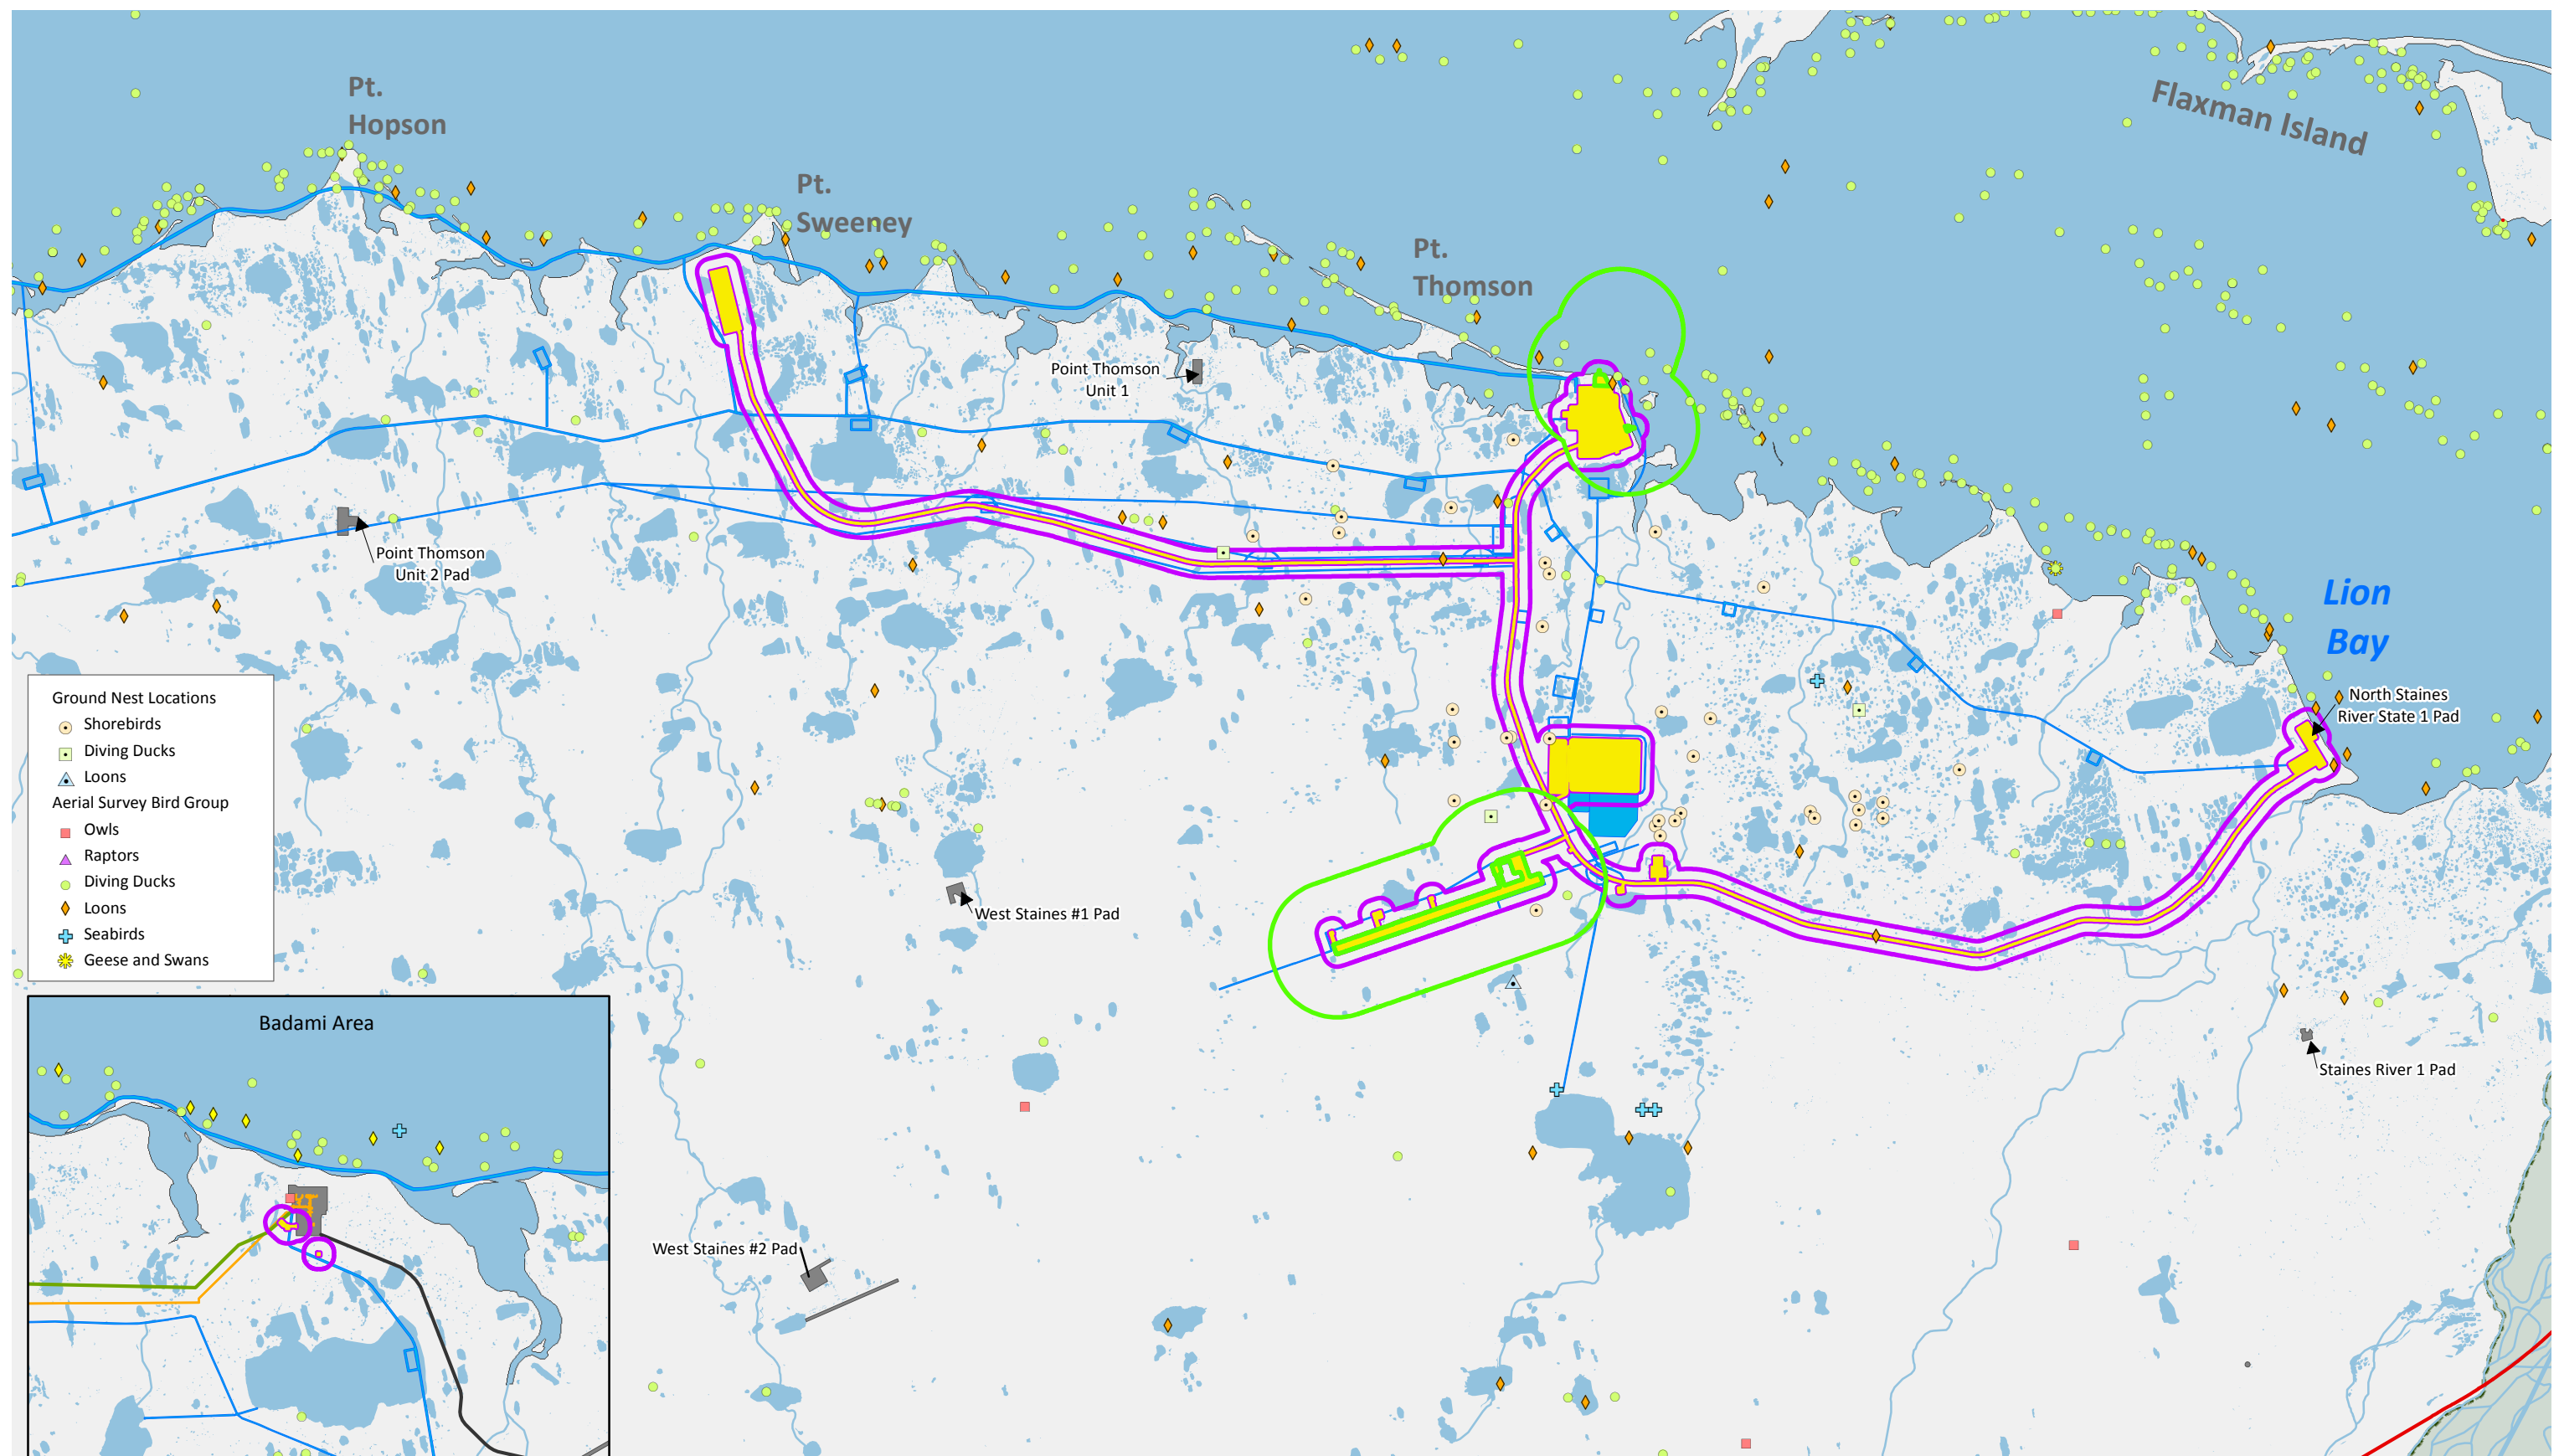 Pt.
Hopson
Pt.
Sweeney
Pt.
Thomson
Flaxman Island
Point Thomson
Unit 1
Point Thomson
Unit 2 Pad
Lion
Bay
North Staines
River State 1 Pad
West Staines #1 Pad
Staines River 1 Pad
West Staines #2 Pad
Ground Nest Locations
Shorebirds
Diving Ducks
Loons
Aerial Survey Bird Group
Owls
Raptors
Diving Ducks
Loons
Seabirds
Geese and Swans
Badami Area